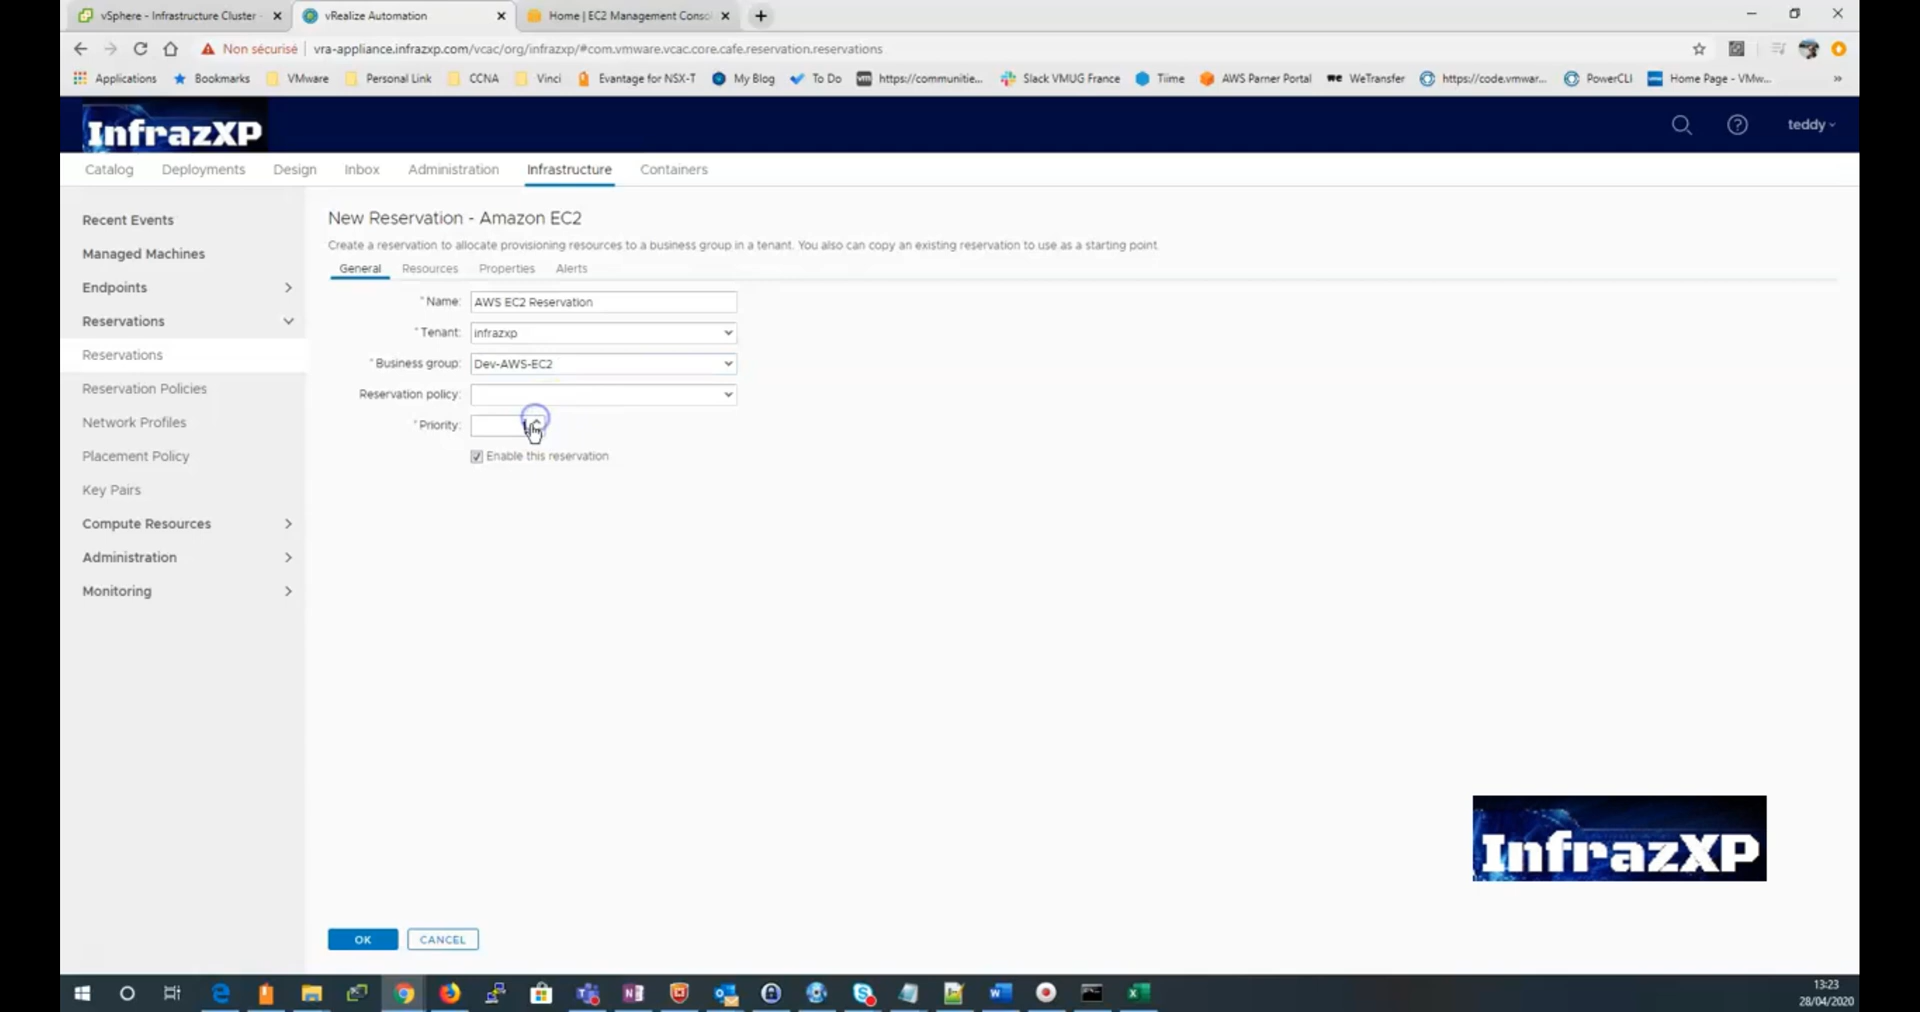 vSphere - Infrastructure Cluster
vRealize Automation
Home | EC2 Management Consol
Non sécurisé
vra-appliance.infrazxp.com/vcac/org/infrazxp/#com.vmware.vcac.core.cafe.reservation.reservations
Applications
Bookmarks
VMware
Personal Link
CCNA
Vinci
Evantage for NSX-T
My Blog
To Do
https://communitie...
Slack VMUG France
Tiime
AWS Parner Portal
WeTransfer
https://code.vmwar...
PowerCLI
Home Page - VMw...
InfrazXP
teddy
Catalog
Deployments
Design
Inbox
Administration
Infrastructure
Containers
Recent Events
Managed Machines
Endpoints
Reservations
Reservations
Reservation Policies
Network Profiles
Placement Policy
Key Pairs
Compute Resources
Administration
Monitoring
New Reservation - Amazon EC2
Create a reservation to allocate provisioning resources to a business group in a tenant. You also can copy an existing reservation to use as a starting point.
General
Resources
Properties
Alerts
* Name: AWS EC2 Reservation
* Tenant: infrazxp
* Business group: Dev-AWS-EC2
Reservation policy:
* Priority:
Enable this reservation
InfrazXP
OK
CANCEL
13:23
28/04/2020